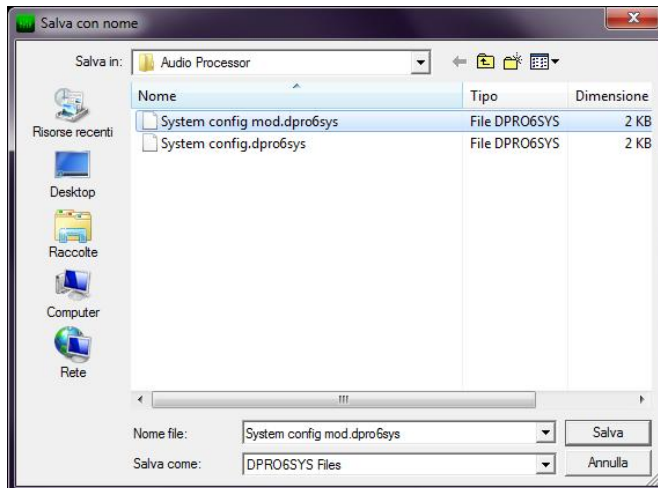 Salva con nome
Salva in: Audio Processor
Nome Tipo Dimensione
System config mod.dpro6sys File DPRO6SYS 2 KB
System config.dpro6sys File DPRO6SYS 2 KB
Risorse recenti
Desktop
Raccolte
Computer
Rete
Nome file: System config mod.dpro6sys Salva
Salva come: DPRO6SYS Files Annulla